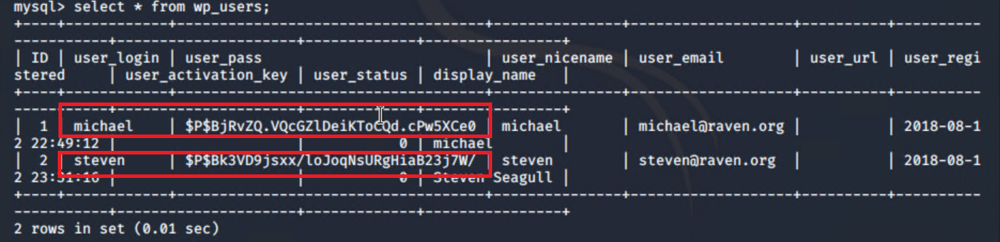 mysql> select * from wp_users;
+----+------------+-------------------------------------+---------------+-------------------+----------+----------
-----------+---------------------+-------------+----------------+
| ID | user_login | user_pass | user_nicename | user_email | user_url | user_regi
stered | user_activation_key | user_status | display_name |
+----+------------+-------------------------------------+---------------+-------------------+----------+----------
-----------+---------------------+-------------+----------------+
| 1 | michael | $P$BjRvZQ.VQcGZlDeiKToCQd.cPw5XCe0 | michael | michael@raven.org | | 2018-08-1
2 22:49:12 | | 0 | michael |
| 2 | steven | $P$Bk3VD9jsxx/loJoqNsURgHiaB23j7W/ | steven | steven@raven.org | | 2018-08-1
2 23:31:16 | | 0 | Steven Seagull |
+----+------------+-------------------------------------+---------------+-------------------+----------+----------
-----------+---------------------+-------------+----------------+
2 rows in set (0.01 sec)